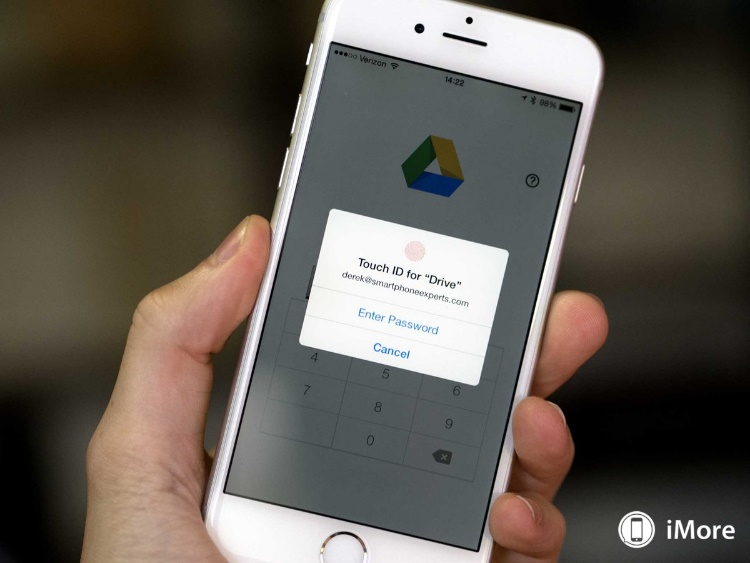 Verizon
14:22
98%
?
Touch ID for "Drive"
derek@smartphoneexperts.com
Enter Password
Cancel
4 5 6
7 8 9
0
iMore